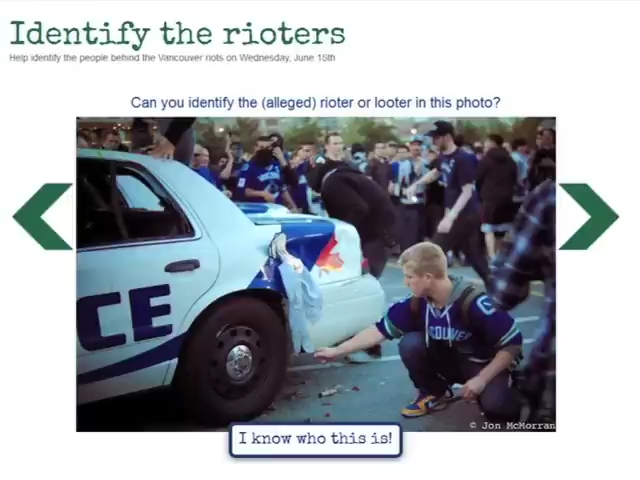 Identify the rioters
Help identify the people behind the Vancouver riots on Wednesday, June 15th
Can you identify the (alleged) rioter or looter in this photo?
CE
COUVER
© Jon McMorran
I know who this is!